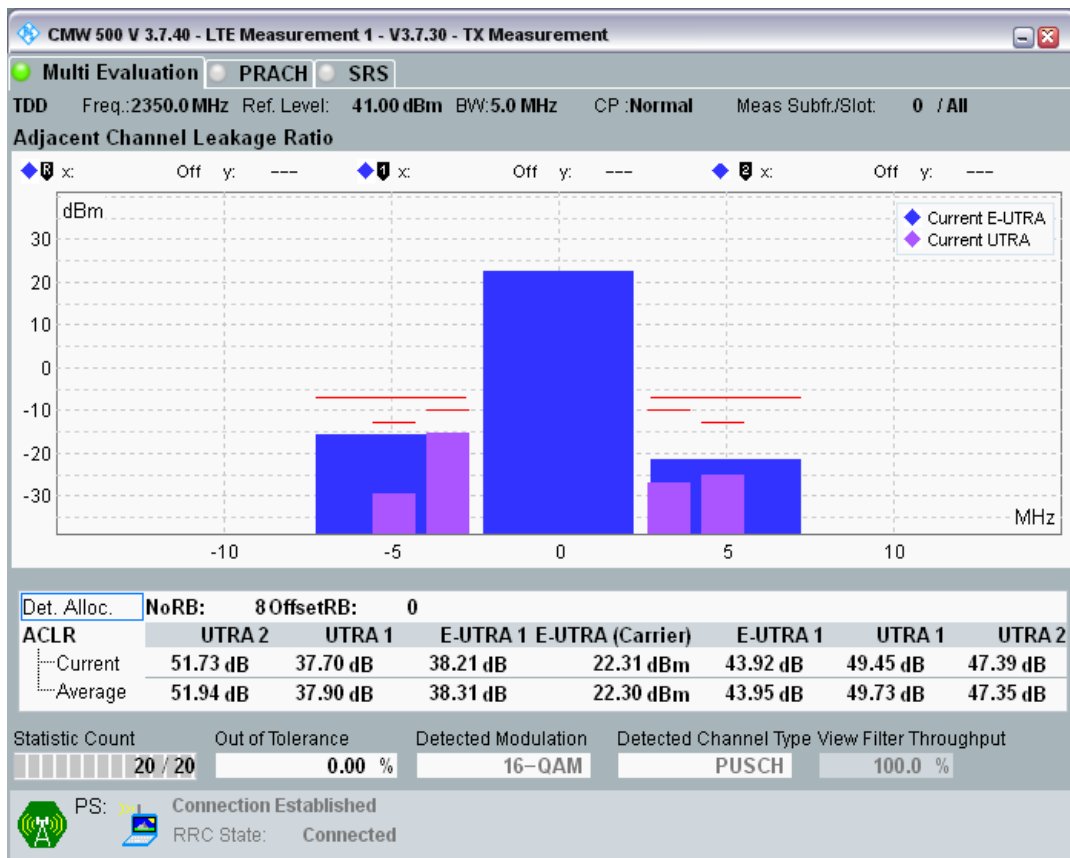 CMW 500 V 3.7.40 - LTE Measurement 1 - V3.7.30 - TX Measurement
Multi Evaluation PRACH SRS
TDD Freq.:2350.0 MHz Ref. Level: 41.00 dBm BW:5.0 MHz CP :Normal Meas Subfr./Slot: 0 / All
Adjacent Channel Leakage Ratio
R x: Off y: --- 1 x: Off y: --- 2 x: Off y: ---
dBm
Current E-UTRA
Current UTRA
30
20
10
0
-10
-20
-30
MHz
-10 -5 0 5 10
Det. Alloc. NoRB: 8 OffsetRB: 0
ACLR UTRA 2 UTRA 1 E-UTRA 1 E-UTRA (Carrier) E-UTRA 1 UTRA 1 UTRA 2
Current 51.73 dB 37.70 dB 38.21 dB 22.31 dBm 43.92 dB 49.45 dB 47.39 dB
Average 51.94 dB 37.90 dB 38.31 dB 22.30 dBm 43.95 dB 49.73 dB 47.35 dB
Statistic Count Out of Tolerance Detected Modulation Detected Channel Type View Filter Throughput
20 / 20 0.00 % 16-QAM PUSCH 100.0 %
PS: Connection Established
RRC State: Connected